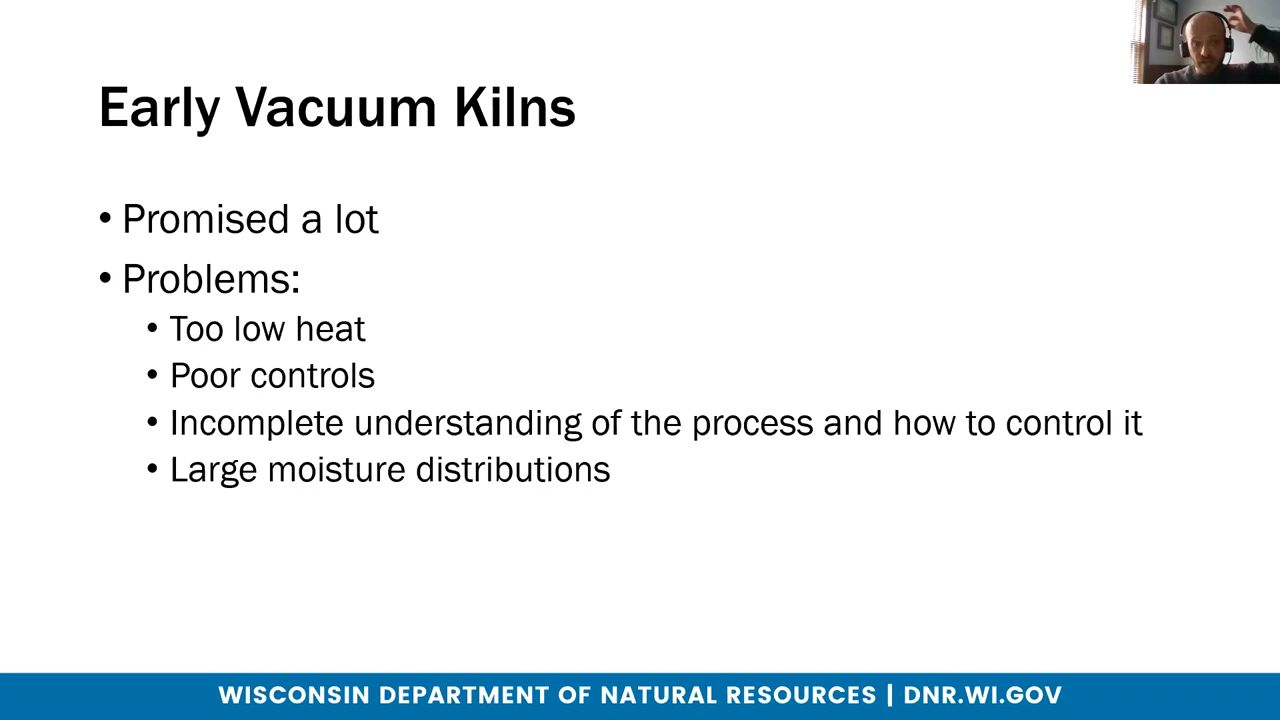 Early Vacuum Kilns
• Promised a lot
• Problems:
• Too low heat
• Poor controls
• Incomplete understanding of the process and how to control it
• Large moisture distributions
WISCONSIN DEPARTMENT OF NATURAL RESOURCES | DNR.WI.GOV